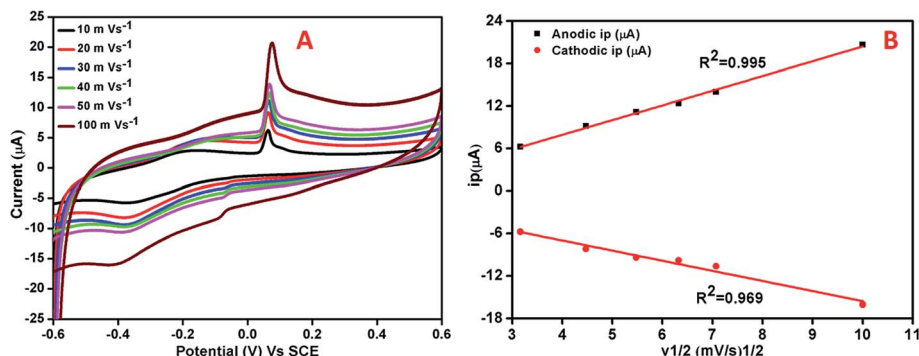 A
10 m Vs-1
20 m Vs-1
30 m Vs-1
40 m Vs-1
50 m Vs-1
100 m Vs-1
25
20
15
10
5
0
-5
-10
-15
-20
-25
-0.6
-0.4
-0.2
0.0
0.2
0.4
0.6
Current (µA)
Potential (V) Vs SCE
B
Anodic ip (µA)
Cathodic ip (µA)
R2=0.995
R2=0.969
18
12
6
0
-6
-12
-18
3
4
5
6
7
8
9
10
11
ip(µA)
v1/2 (mV/s)1/2